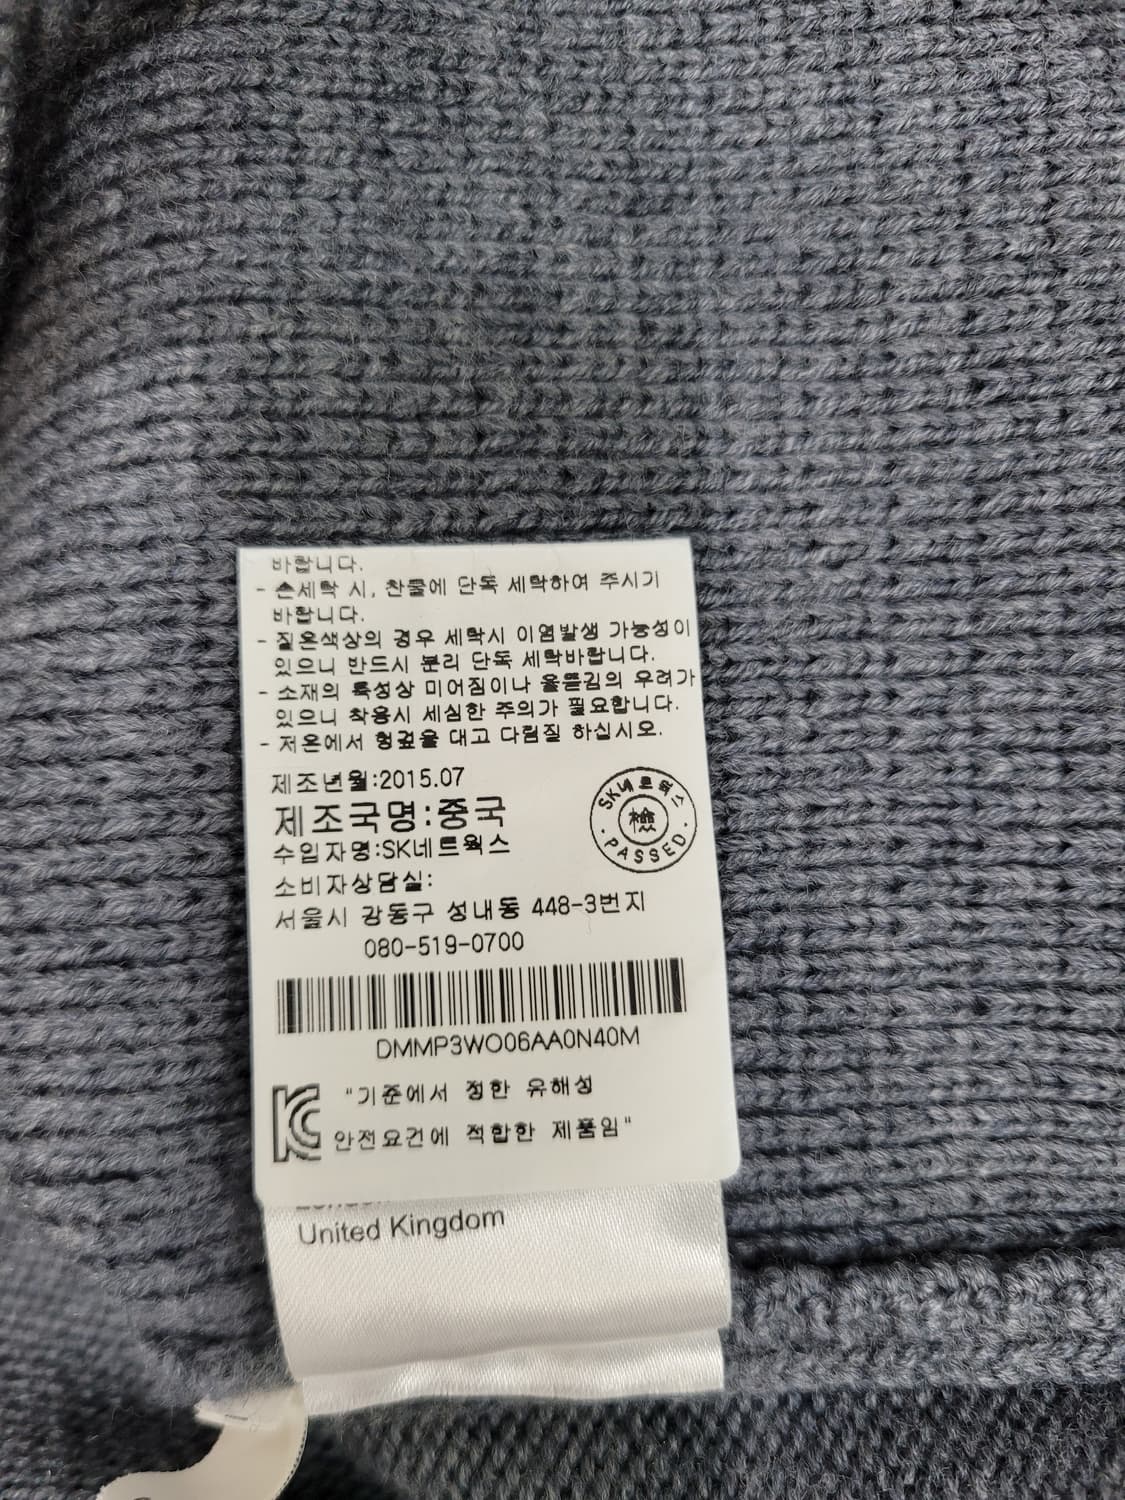 바랍니다.
- 손세탁 시, 찬물에 단독 세탁하여 주시기
바랍니다.
- 짙은색상의 경우 세탁시 이염발생 가능성이
있으니 반드시 분리 단독 세탁바랍니다.
- 소재의 특성상 미어짐이나 올뜯김의 우려가
있으니 착용시 세심한 주의가 필요합니다.
- 저온에서 헝겊을 대고 다림질 하십시오.
제조년월:2015.07
제조국명:중국
수입자명:SK네트웍스
SK네트웍스
檢
PASSED
소비자상담실:
서울시 강동구 성내동 448-3번지
080-519-0700
DMMP3WO06AA0N40M
"기준에서 정한 유해성
안전요건에 적합한 제품임"
United Kingdom